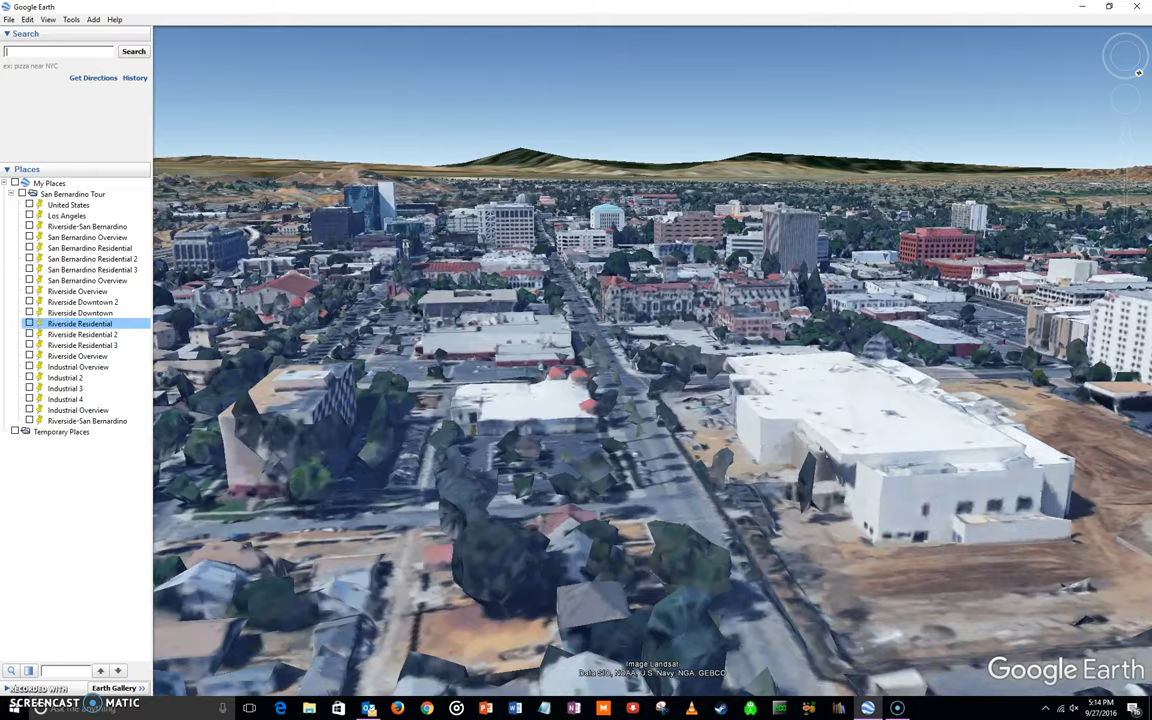 Google Earth
File Edit View Tools Add Help
Search
Search
ex: pizza near NYC
Get Directions History
Places
My Places
San Bernardino Tour
United States
Los Angeles
Riverside-San Bernardino
San Bernardino Overview
San Bernardino Residential
San Bernardino Residential 2
San Bernardino Residential 3
San Bernardino Overview
Riverside Overview
Riverside Downtown 2
Riverside Downtown
Riverside Residential
Riverside Residential 2
Riverside Residential 3
Riverside Overview
Industrial Overview
Industrial 2
Industrial 3
Industrial 4
Industrial Overview
Riverside-San Bernardino
Temporary Places
Image Landsat
Data SIO, NOAA, U.S. Navy, NGA, GEBCO
Google Earth
Earth Gallery >>
RECORDED WITH
SCREENCAST MATIC
Ask me anything
5:14 PM
9/27/2016